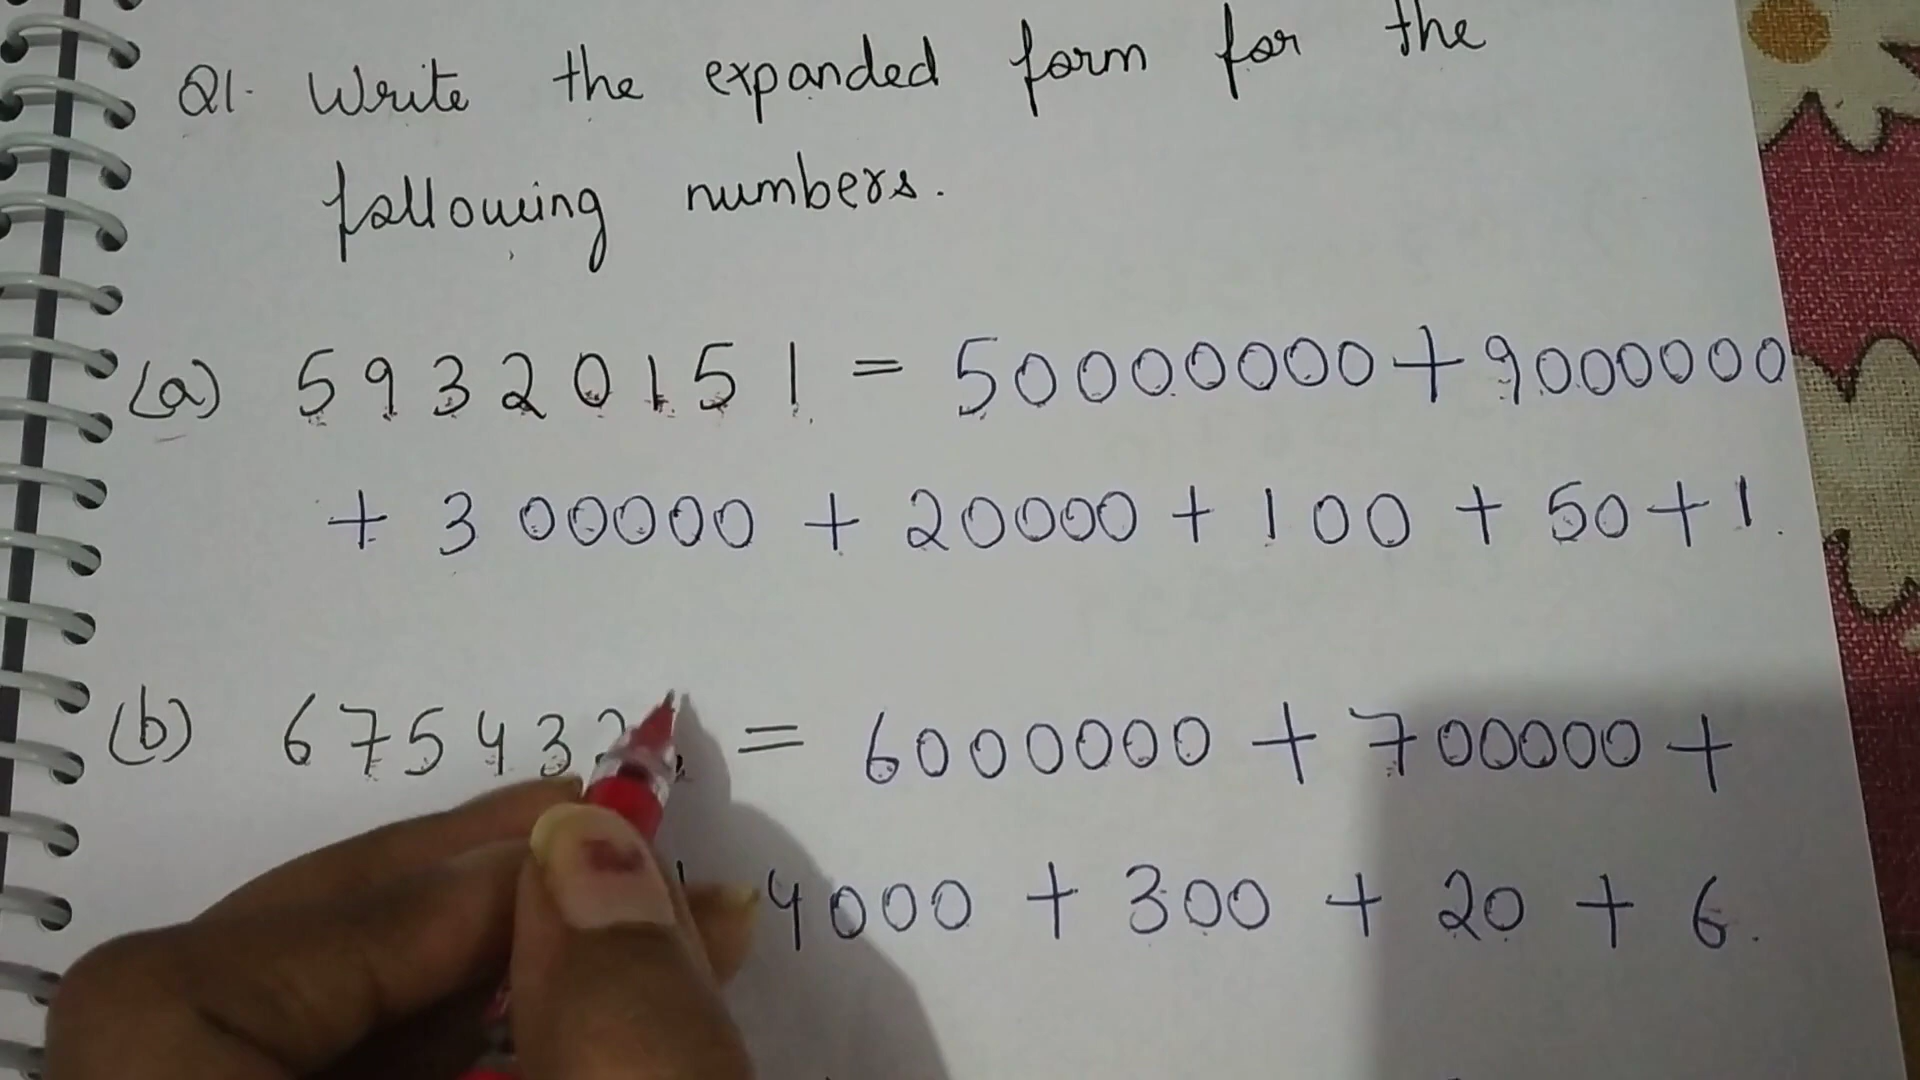 Q1. Write the expanded form for the
following numbers.
(a) 59320151 = 50000000 + 9000000
+ 300000 + 20000 + 100 + 50 + 1.
(b) 675432 = 6000000 + 700000 +
4000 + 300 + 20 + 6.